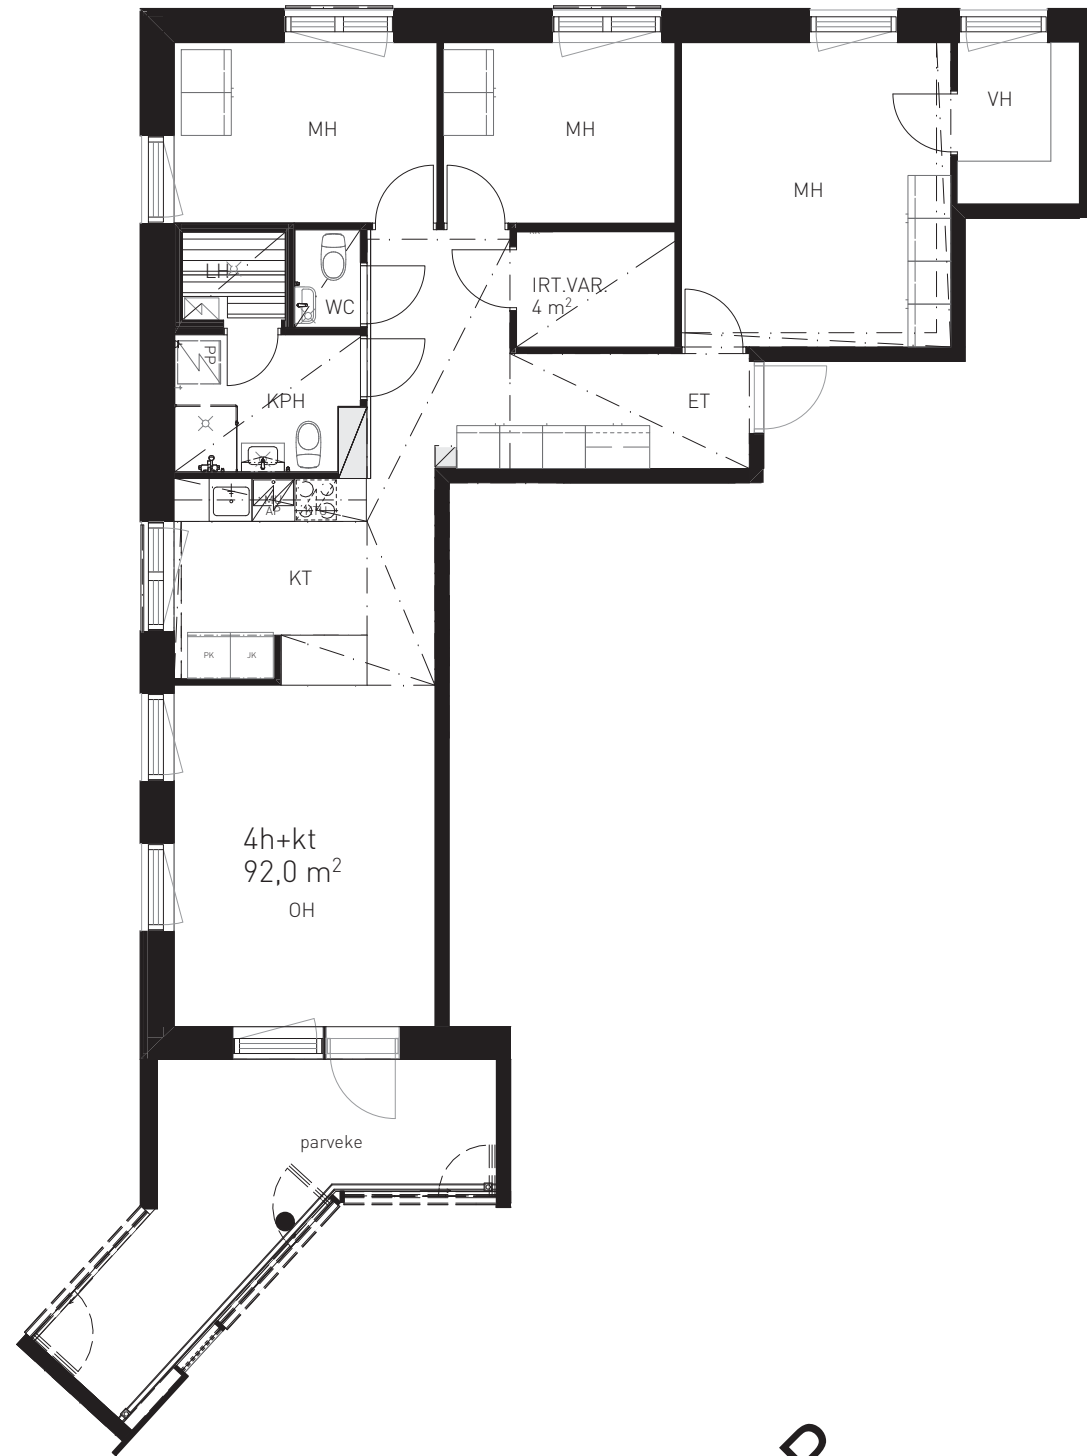 MH
MH
VH
MH
LH
WC
IRT.VAR.
4 m²
PP
KPH
ET
AP
KT
PK
JK
4h+kt
92,0 m²
OH
parveke